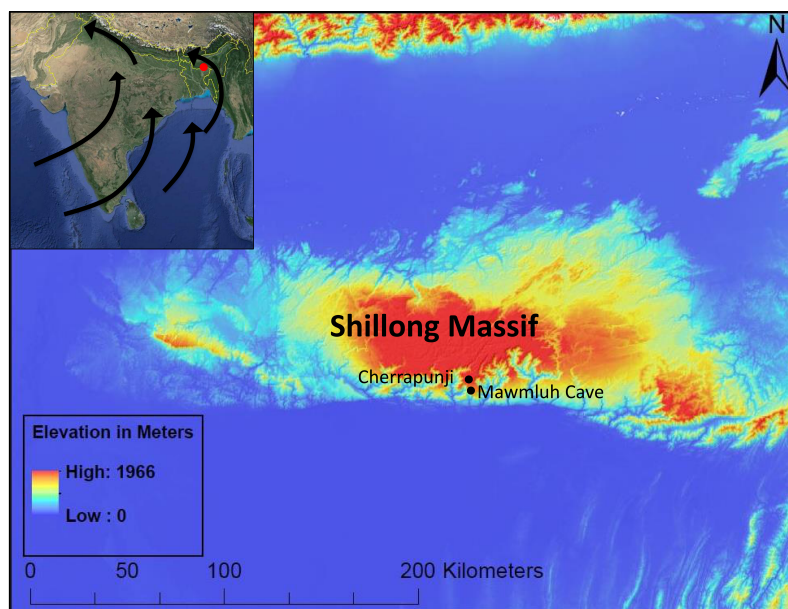 N
Shillong Massif
Cherrapunji
Mawmluh Cave
Elevation in Meters
High: 1966
Low : 0
0 50 100 200 Kilometers